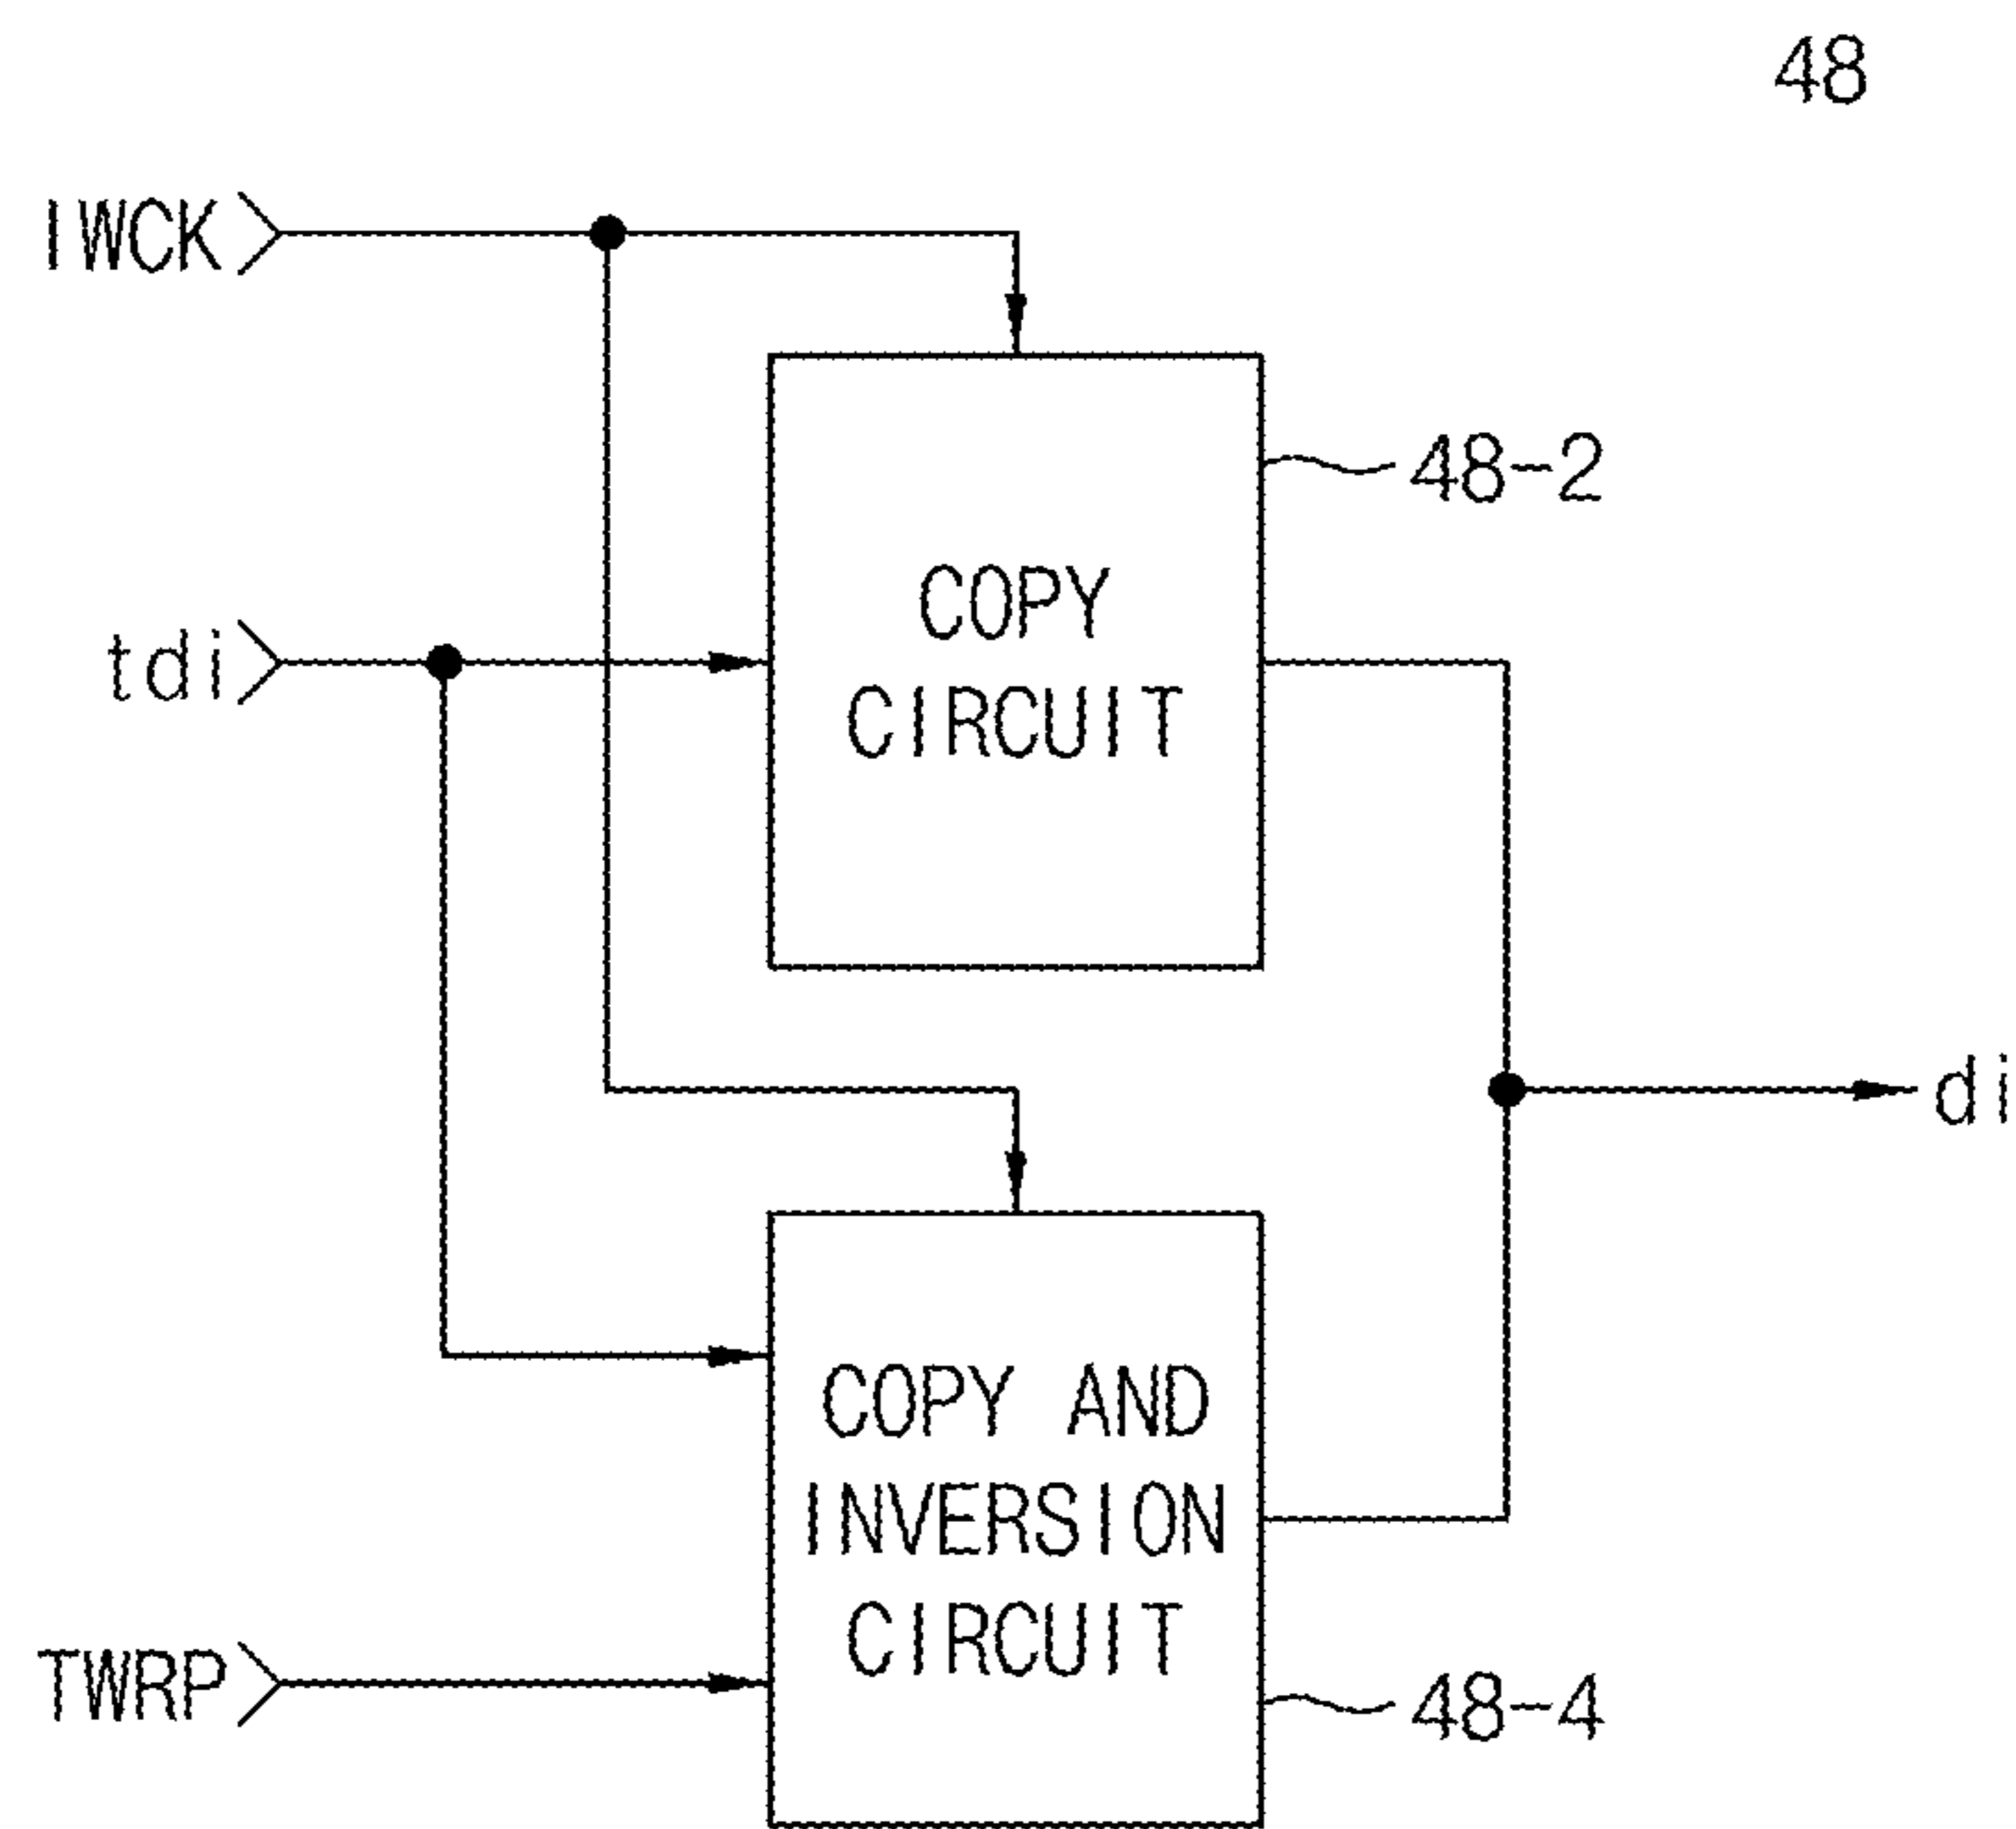 48
IWCK
48-2
COPY
CIRCUIT
tdi
di
COPY AND
INVERSION
CIRCUIT
TWRP
48-4